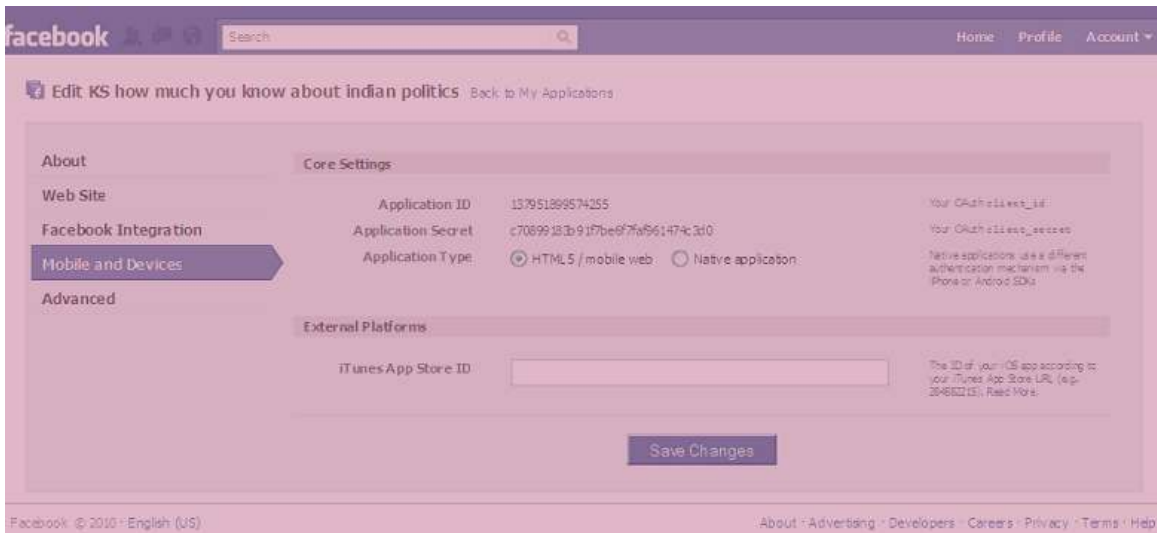 facebook
Search
Home Profile Account
Edit KS how much you know about indian politics Back to My Applications
About
Web Site
Facebook Integration
Mobile and Devices
Advanced
Core Settings
Application ID 137951899574255 Your OAuth client_id
Application Secret Your OAuth client_secret
Application Type HTML5 / mobile web Native application
Native applications use a different
authentication mechanism via the
iPhone or Android SDKs
External Platforms
iTunes App Store ID
The ID of your iOS app according to
your iTunes App Store URL (e.g.
284882215). Read More.
Save Changes
Facebook © 2010 · English (US)
About · Advertising · Developers · Careers · Privacy · Terms · Help